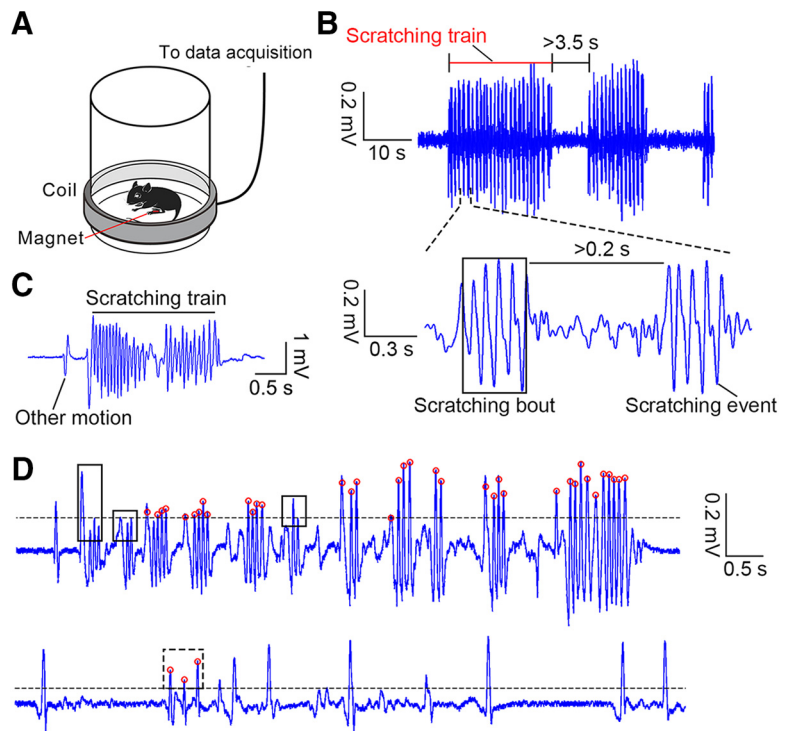 A
To data acquisition
Coil
Magnet
B
Scratching train
>3.5 s
0.2 mV
10 s
>0.2 s
0.2 mV
0.3 s
Scratching bout
Scratching event
C
Scratching train
1 mV
0.5 s
Other motion
D
0.2 mV
0.5 s